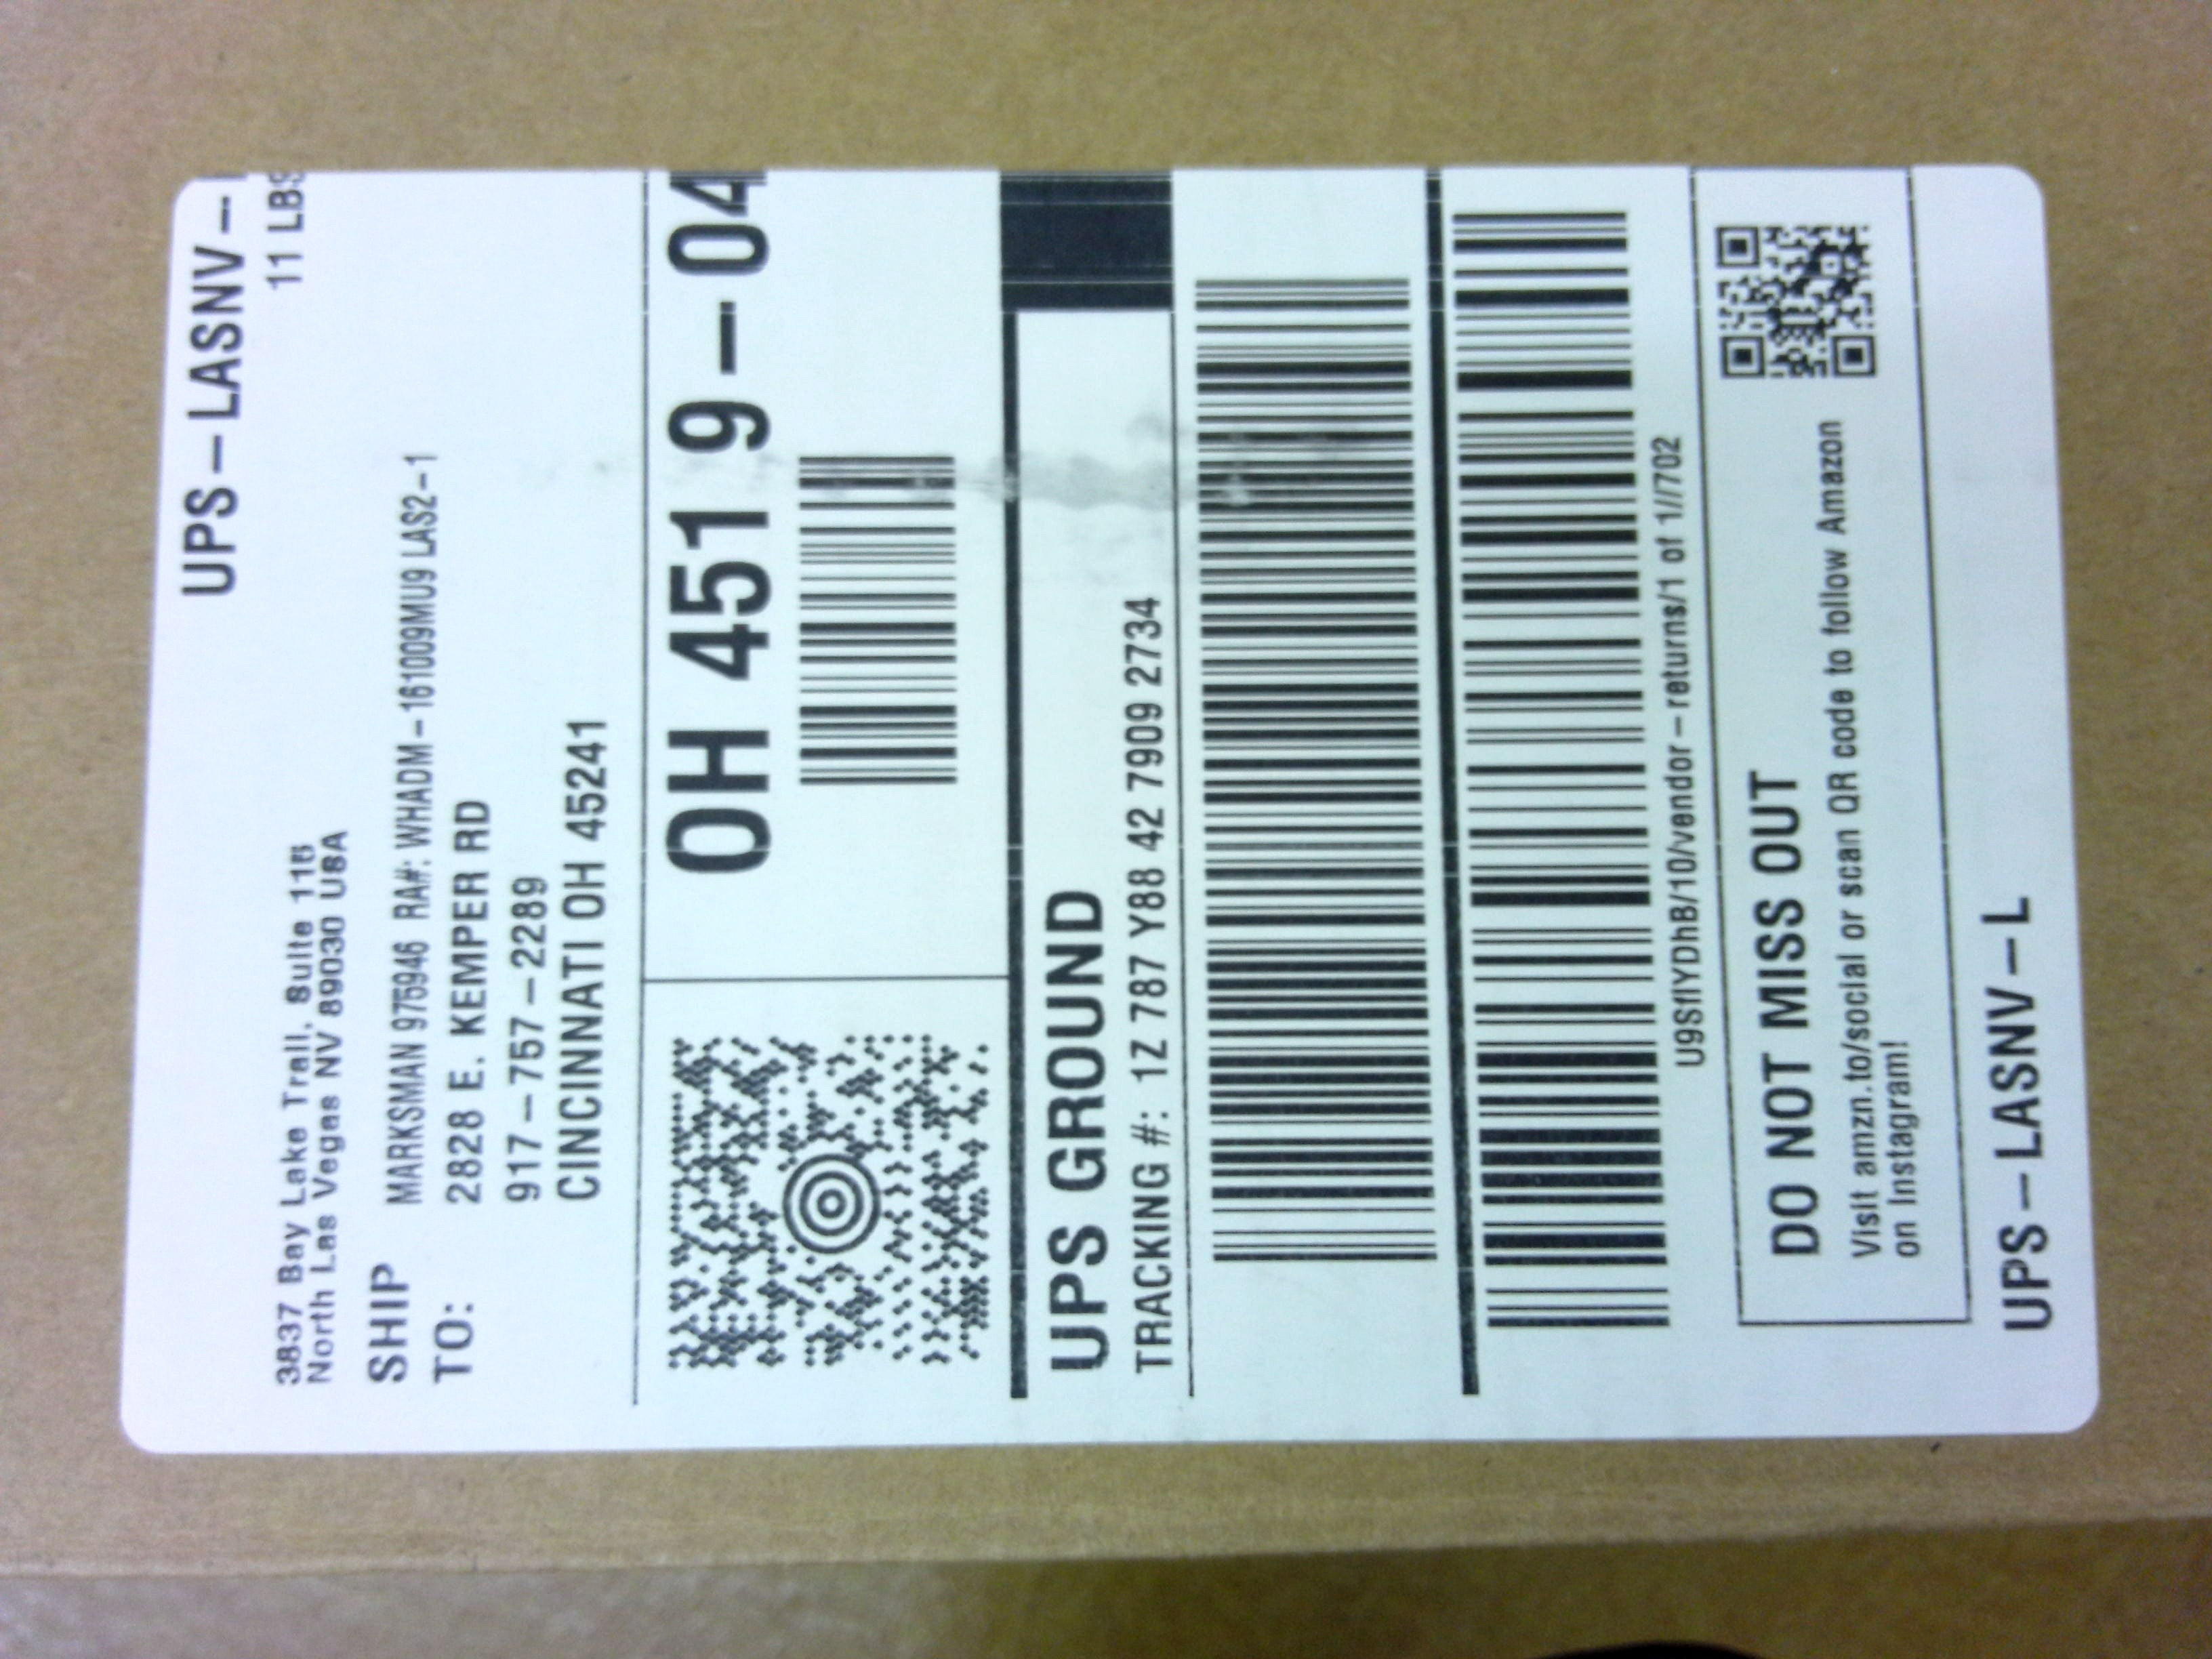 UPS-LASNV-
11 LBS
3837 Bay Lake Trail, Suite 115
North Las Vegas NV 89030 USA
SHIP
TO:
MARKSMAN 975946 RA#: WHADM-161009MU9 LAS2-1
2828 E. KEMPER RD
917-757-2289
CINCINNATI OH 45241
OH 451 9-04
UPS GROUND
TRACKING #: 1Z 787 Y88 42 7909 2734
U9SflYDhB/10/vendor-returns/1 of 1//702
DO NOT MISS OUT
Visit amzn.to/social or scan QR code to follow Amazon
on Instagram!
UPS-LASNV-L